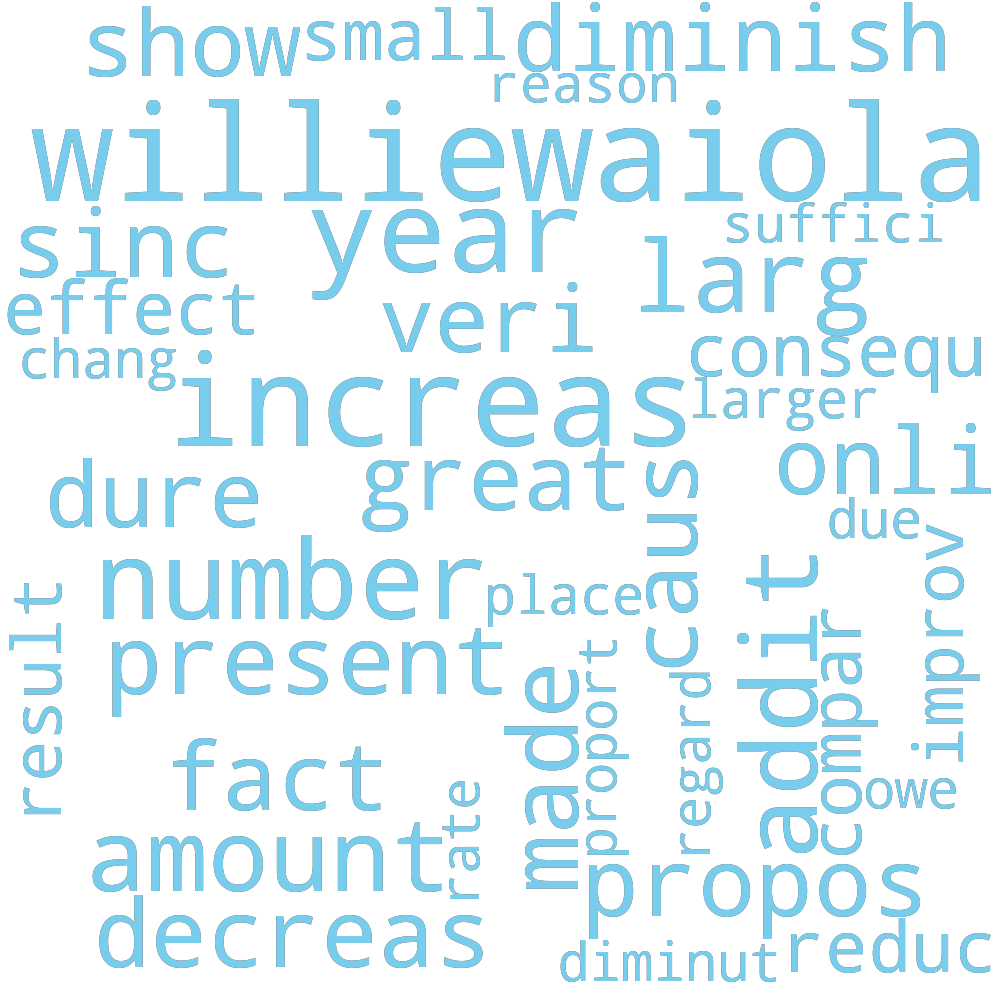 show small diminish
reason
williewaiola
sinc year suffici
larg
effect veri
chang consequ
increas larger
great onli
dure caus due
number place improv
result present addit
made proport regard compar
fact rate owe
amount propos
decreas diminut reduc